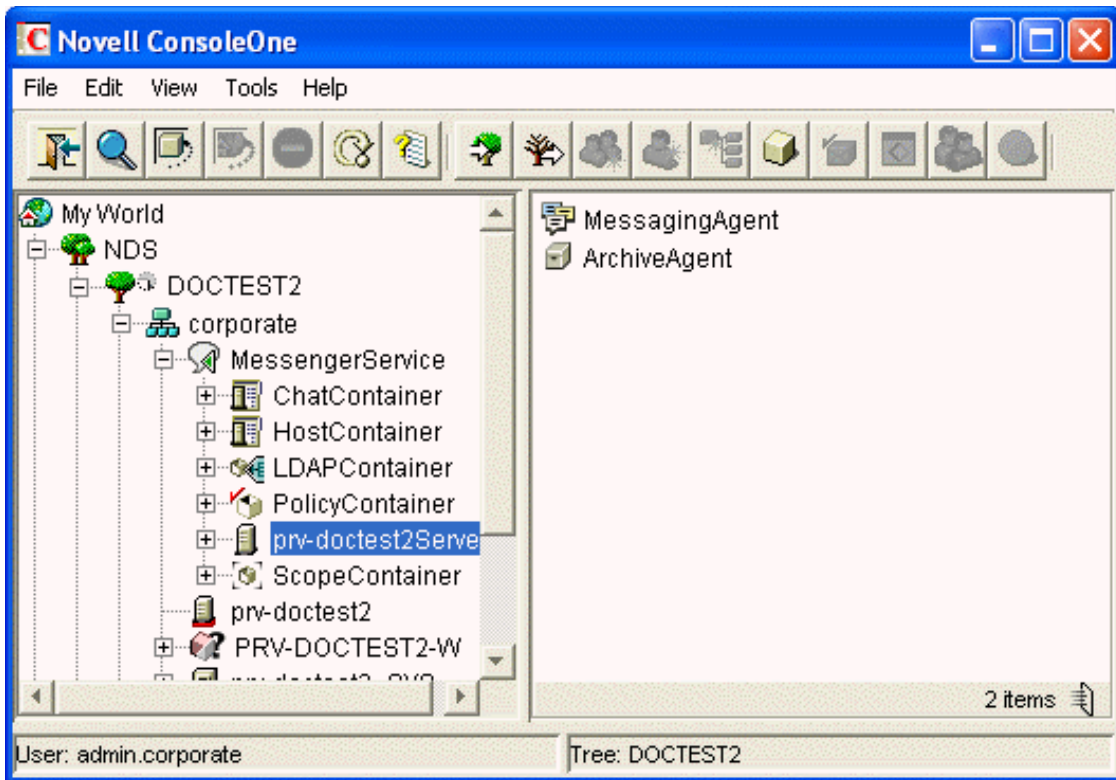 Novell ConsoleOne
File Edit View Tools Help
My World
NDS
DOCTEST2
corporate
MessengerService
ChatContainer
HostContainer
LDAPContainer
PolicyContainer
prv-doctest2Serve
ScopeContainer
prv-doctest2
PRV-DOCTEST2-W
MessagingAgent
ArchiveAgent
2 items
User: admin.corporate
Tree: DOCTEST2